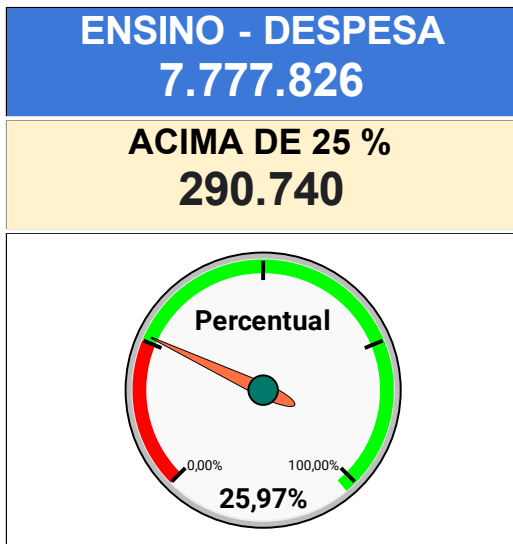 ENSINO - DESPESA
7.777.826
ACIMA DE 25 %
290.740
Percentual
0,00%
100,00%
25,97%